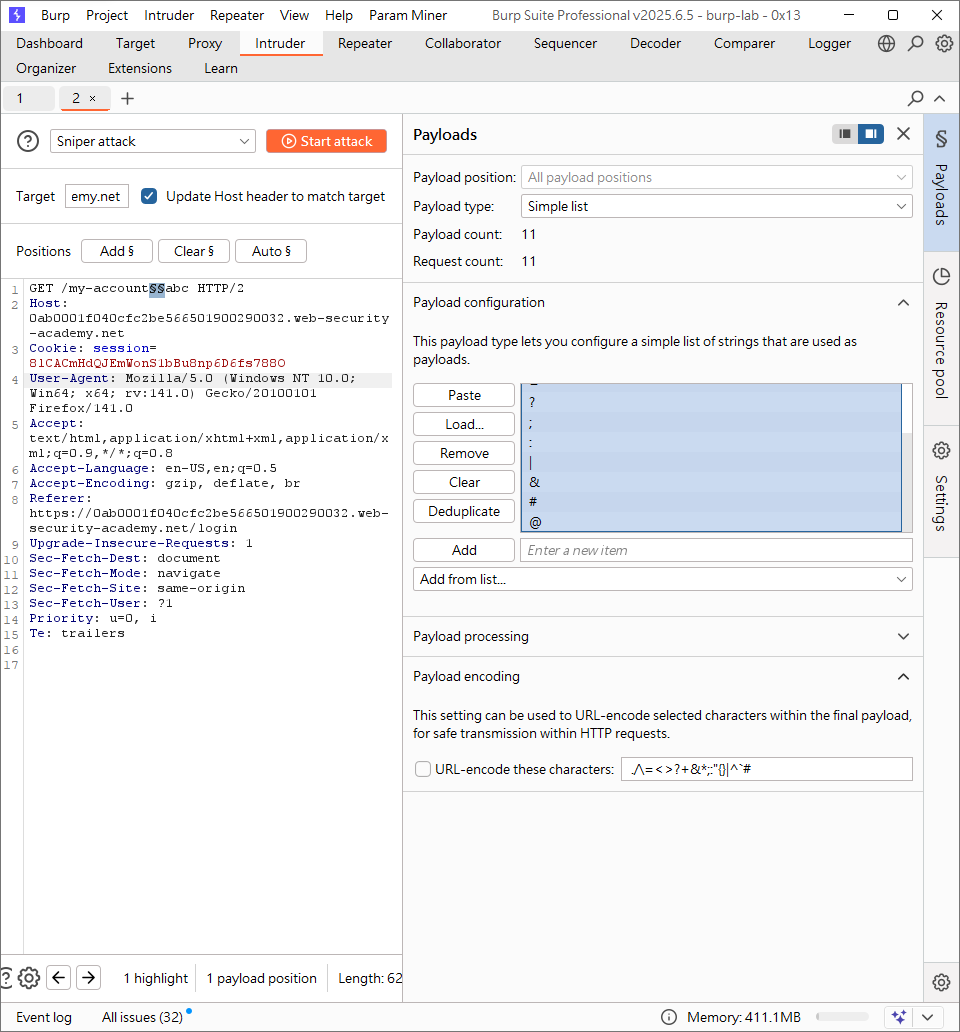 Burp Project Intruder Repeater View Help Param Miner Burp Suite Professional v2025.6.5 - burp-lab - 0x13
Dashboard Target Proxy Intruder Repeater Collaborator Sequencer Decoder Comparer Logger
Organizer Extensions Learn
1 2 × +
? Sniper attack Start attack
Target emy.net Update Host header to match target
Positions Add § Clear § Auto §
1 GET /my-account§§abc HTTP/2
2 Host:
0ab0001f040cfc2be566501900290032.web-security
-academy.net
3 Cookie: session=
81CACmHdQJEmWonS1bBu8np6D6fs788O
4 User-Agent: Mozilla/5.0 (Windows NT 10.0;
Win64; x64; rv:141.0) Gecko/20100101
Firefox/141.0
5 Accept:
text/html,application/xhtml+xml,application/x
ml;q=0.9,*/*;q=0.8
6 Accept-Language: en-US,en;q=0.5
7 Accept-Encoding: gzip, deflate, br
8 Referer:
https://0ab0001f040cfc2be566501900290032.web-
security-academy.net/login
9 Upgrade-Insecure-Requests: 1
10 Sec-Fetch-Dest: document
11 Sec-Fetch-Mode: navigate
12 Sec-Fetch-Site: same-origin
13 Sec-Fetch-User: ?1
14 Priority: u=0, i
15 Te: trailers
16
17
? 1 highlight 1 payload position Length: 62
Payloads
Payload position: All payload positions
Payload type: Simple list
Payload count: 11
Request count: 11
Payload configuration
This payload type lets you configure a simple list of strings that are used as
payloads.
Paste
Load...
Remove
Clear
Deduplicate
?
;
:
|
&
#
@
Add Enter a new item
Add from list...
Payload processing
Payload encoding
This setting can be used to URL-encode selected characters within the final payload,
for safe transmission within HTTP requests.
URL-encode these characters: ./\=<>?+&*;:"{}|^`#
§ Payloads
Resource pool
Settings
Event log All issues (32) Memory: 411.1MB